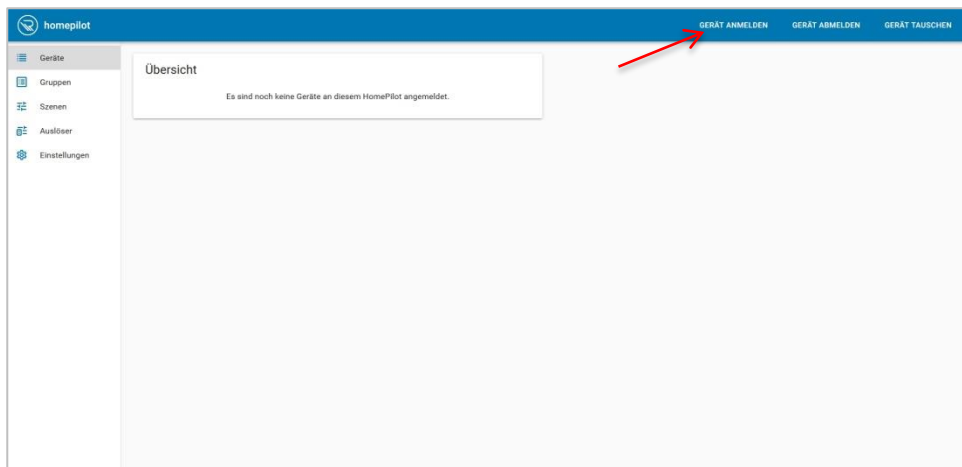 homepilot
GERÄT ANMELDEN
GERÄT ABMELDEN
GERÄT TAUSCHEN
Geräte
Gruppen
Szenen
Auslöser
Einstellungen
Übersicht
Es sind noch keine Geräte an diesem HomePilot angemeldet.